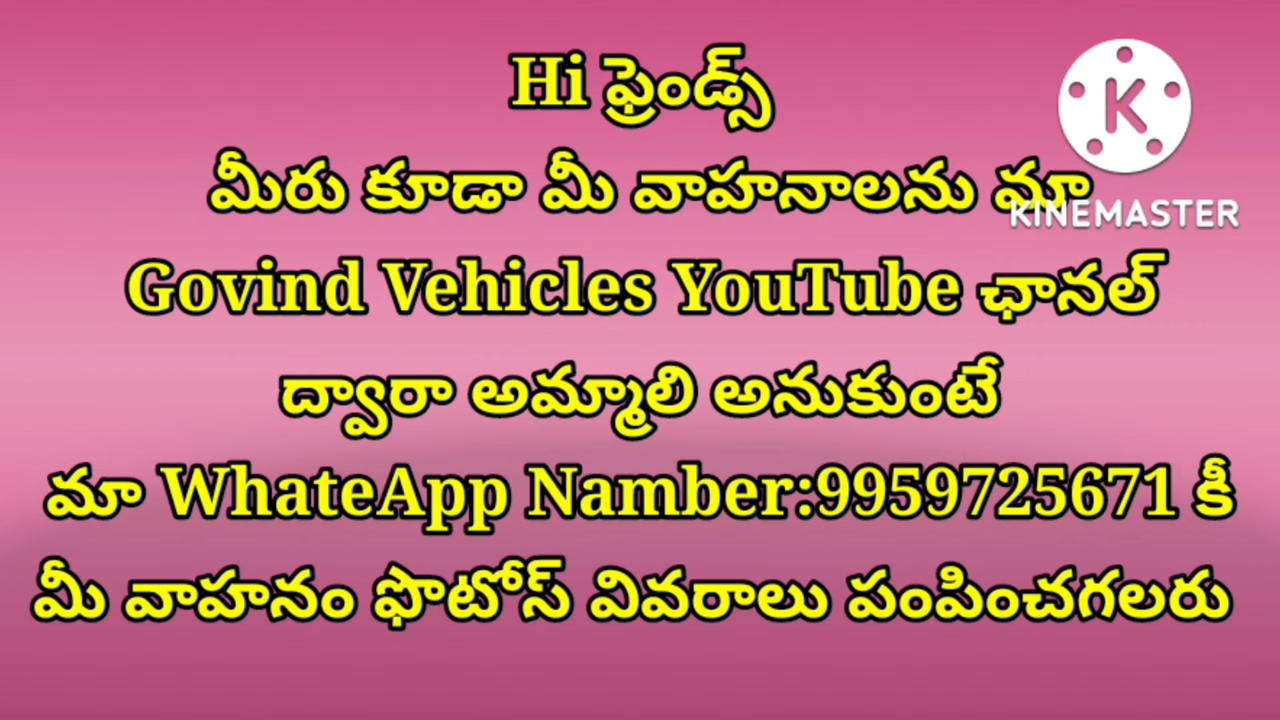 Hi ఫ్రెండ్స్
మీరు కూడా మీ వాహనాలను మా
Govind Vehicles YouTube ఛానల్
ద్వారా అమ్మాలి అనుకుంటే
మా WhateApp Namber:9959725671 కీ
మీ వాహనం ఫొటోస్ వివరాలు పంపించగలరు
K
KINEMASTER